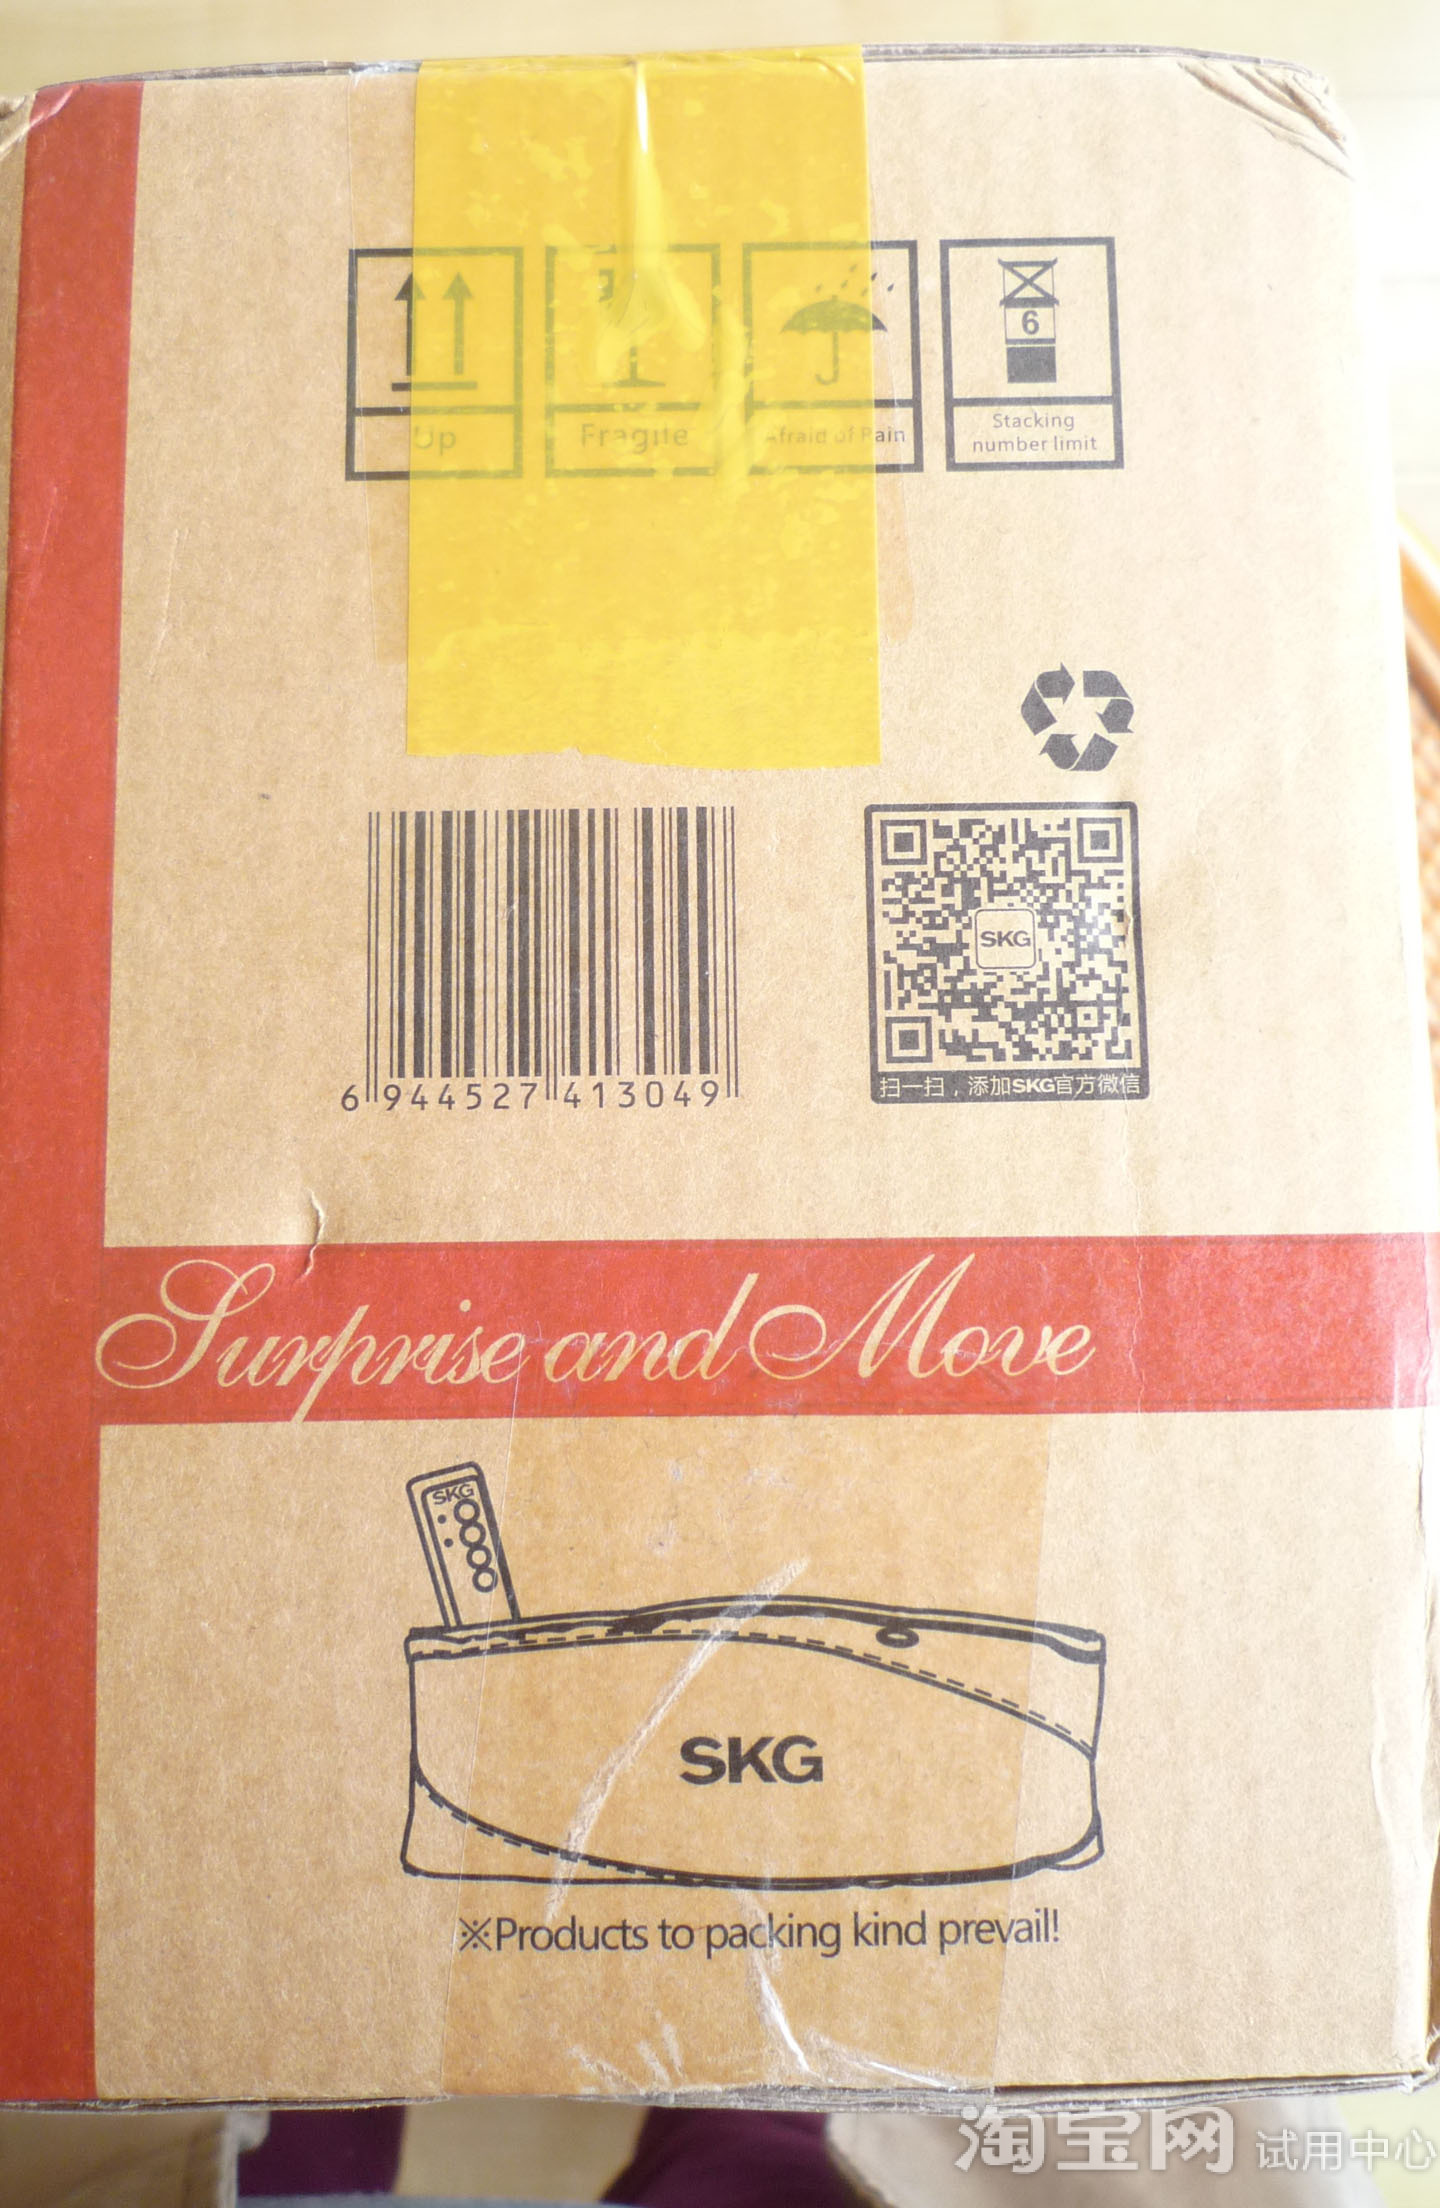 Up
Fragile
Afraid of Rain
6
Stacking
number limit
SKG
6 944527 413049
扫一扫，添加SKG官方微信
Surprise and Move
SKG
SKG
※Products to packing kind prevail!
淘宝网 试用中心